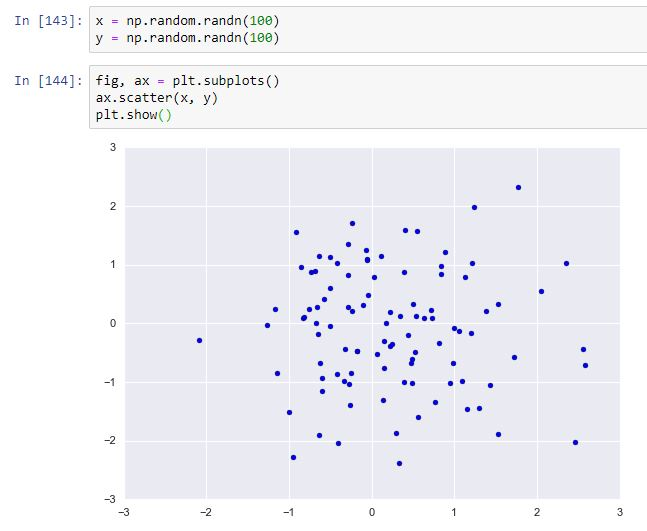 In [143]: x = np.random.randn(100)
y = np.random.randn(100)
In [144]: fig, ax = plt.subplots()
ax.scatter(x, y)
plt.show()
3
2
1
0
−1
−2
−3
−3 −2 −1 0 1 2 3